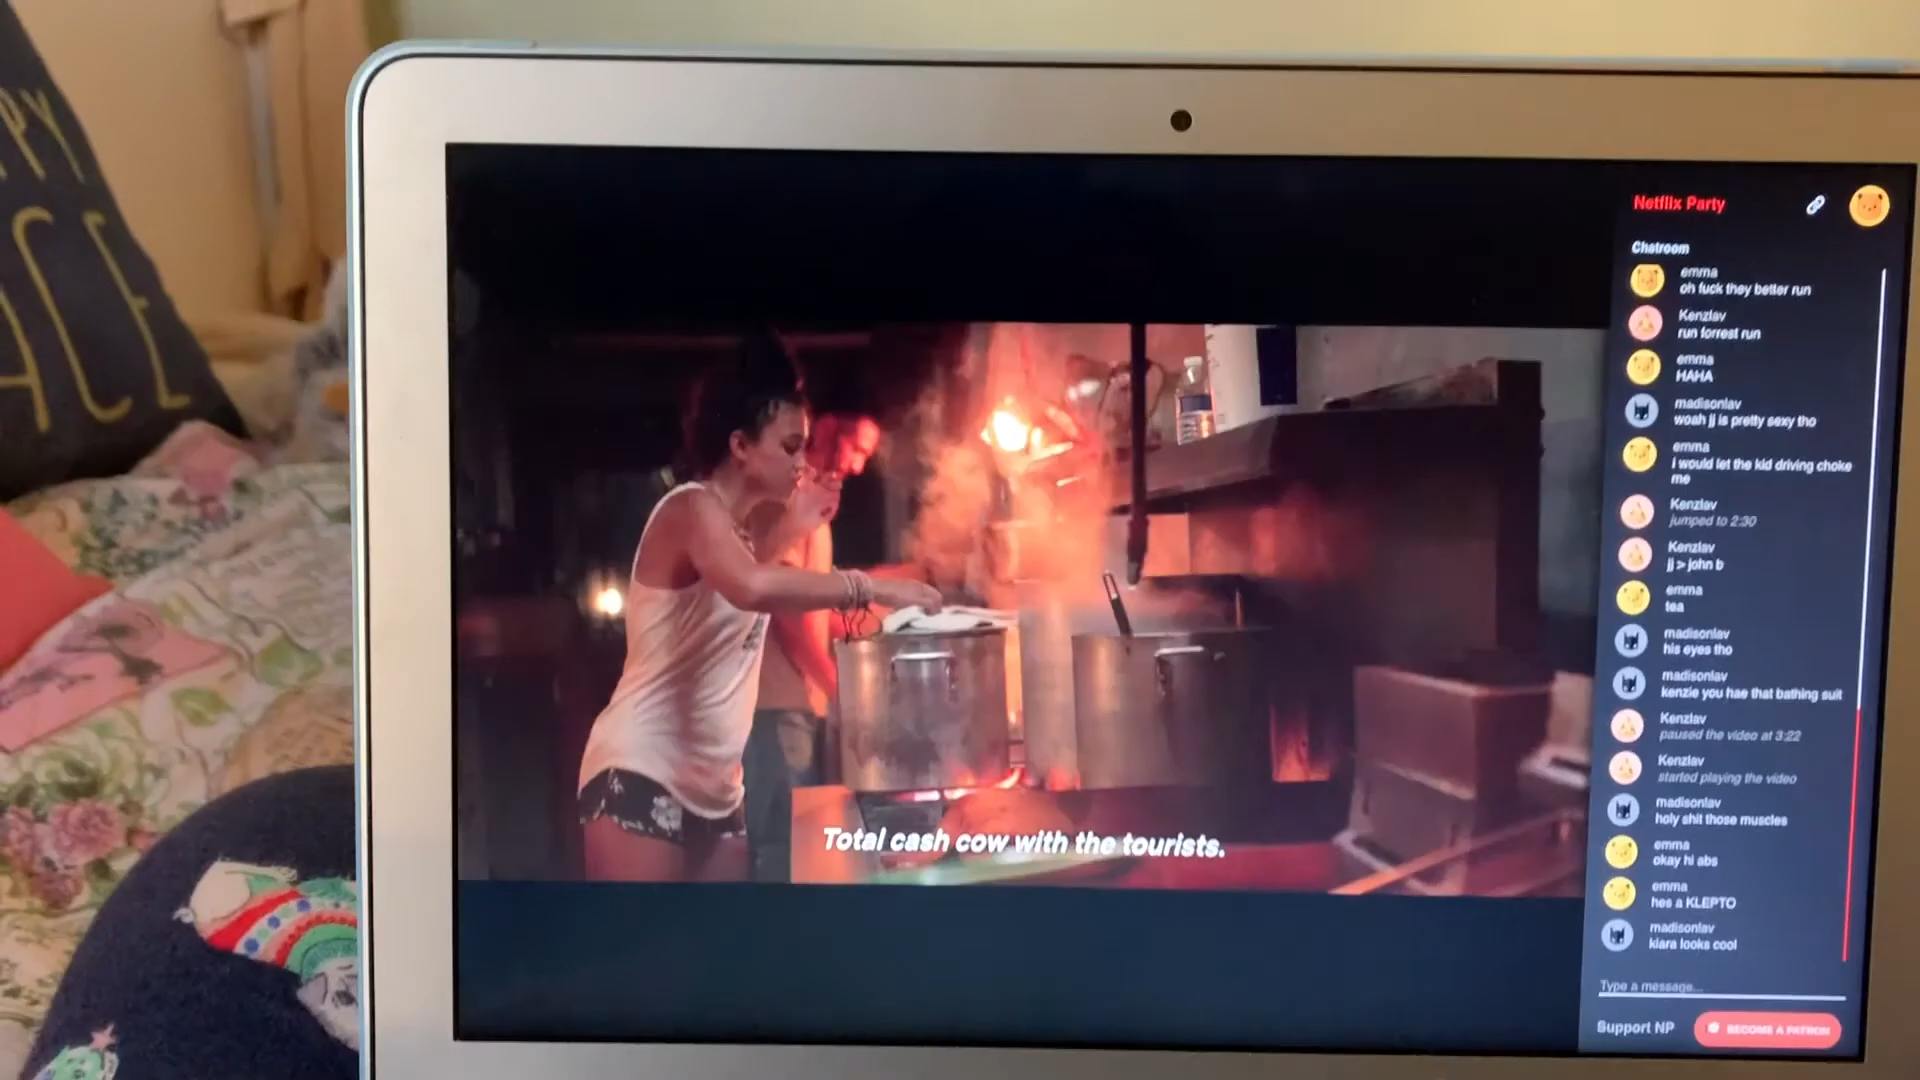 PY
ACE
Netflix Party
Chatroom
emma
oh fuck they better run
Kenzlav
run forrest run
emma
HAHA
madisonlav
woah jj is pretty sexy tho
emma
i would let the kid driving choke
me
Kenzlav
jumped to 2:30
Kenzlav
jj > john b
emma
tea
madisonlav
his eyes tho
madisonlav
kenzie you hae that bathing suit
Kenzlav
paused the video at 3:22
Kenzlav
started playing the video
madisonlav
holy shit those muscles
emma
okay hi abs
emma
hes a KLEPTO
madisonlav
kiara looks cool
Total cash cow with the tourists.
Type a message...
Support NP
BECOME A PATRON